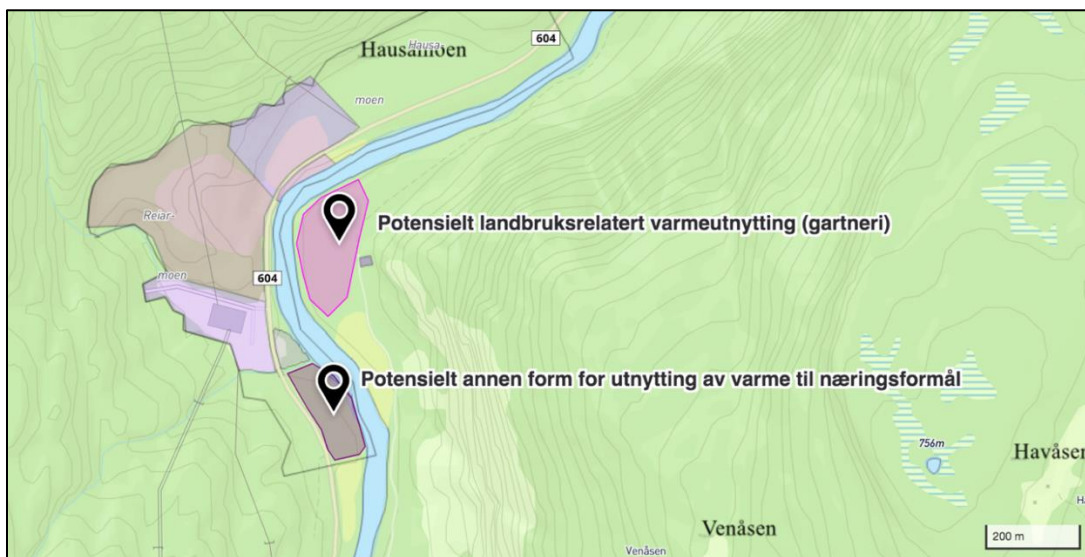 604
Hausamoen
Hausa-
moen
Potensielt landbruksrelatert varmeutnytting (gartneri)
Reiar-
moen
604
Potensielt annen form for utnytting av varme til næringsformål
756m
Havåsen
Venåsen
Venåsen
200 m